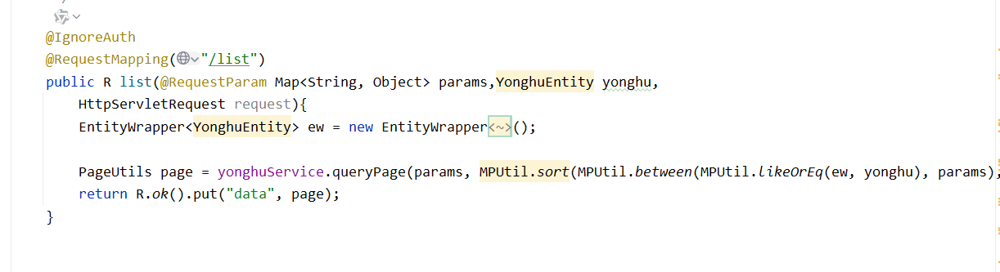 @IgnoreAuth
@RequestMapping("/list")
public R list(@RequestParam Map<String, Object> params,YonghuEntity yonghu,
HttpServletRequest request){
EntityWrapper<YonghuEntity> ew = new EntityWrapper<~>();
PageUtils page = yonghuService.queryPage(params, MPUtil.sort(MPUtil.between(MPUtil.likeOrEq(ew, yonghu), params),
return R.ok().put("data", page);
}